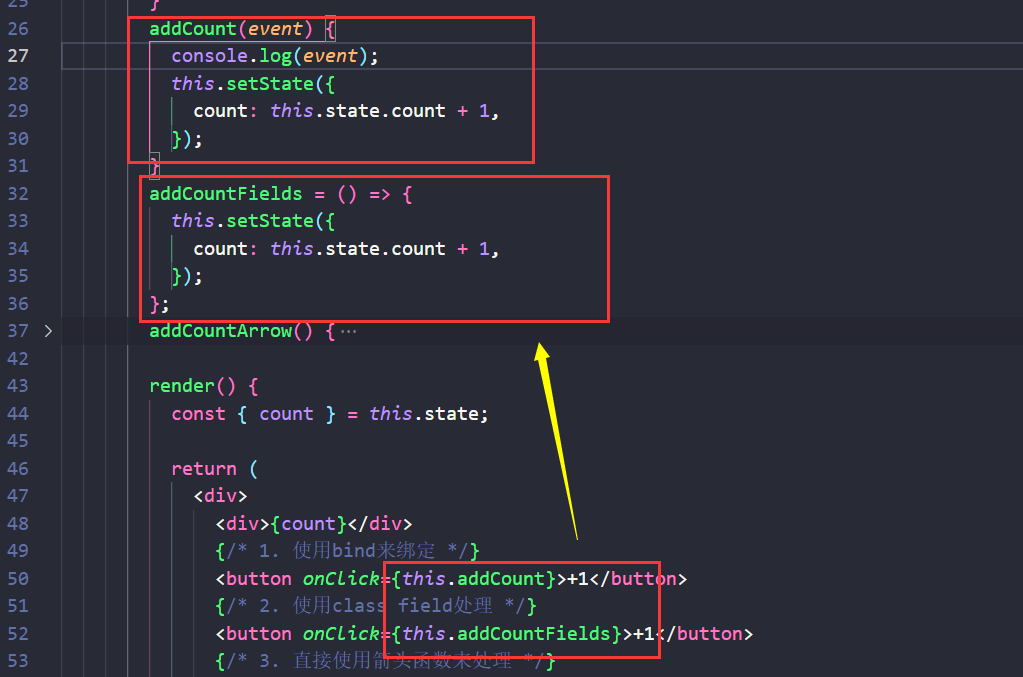 25 }
26 addCount(event) {
27 console.log(event);
28 this.setState({
29 count: this.state.count + 1,
30 });
31 }
32 addCountFields = () => {
33 this.setState({
34 count: this.state.count + 1,
35 });
36 };
37 addCountArrow() { ···
42
43 render() {
44 const { count } = this.state;
45
46 return (
47 <div>
48 <div>{count}</div>
49 {/* 1. 使用bind来绑定 */}
50 <button onClick={this.addCount}>+1</button>
51 {/* 2. 使用class field处理 */}
52 <button onClick={this.addCountFields}>+1</button>
53 {/* 3. 直接使用箭头函数来处理 */}